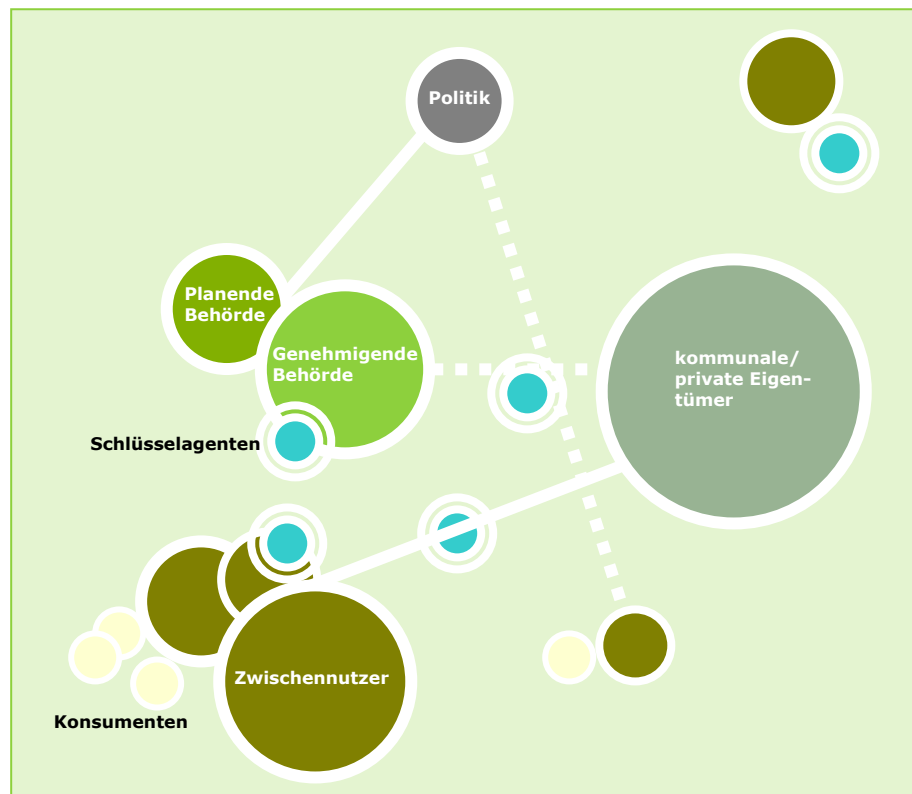 Politik
Planende
Behörde
Genehmigende
Behörde
kommunale/
private Eigen-
tümer
Schlüsselagenten
Zwischennutzer
Konsumenten